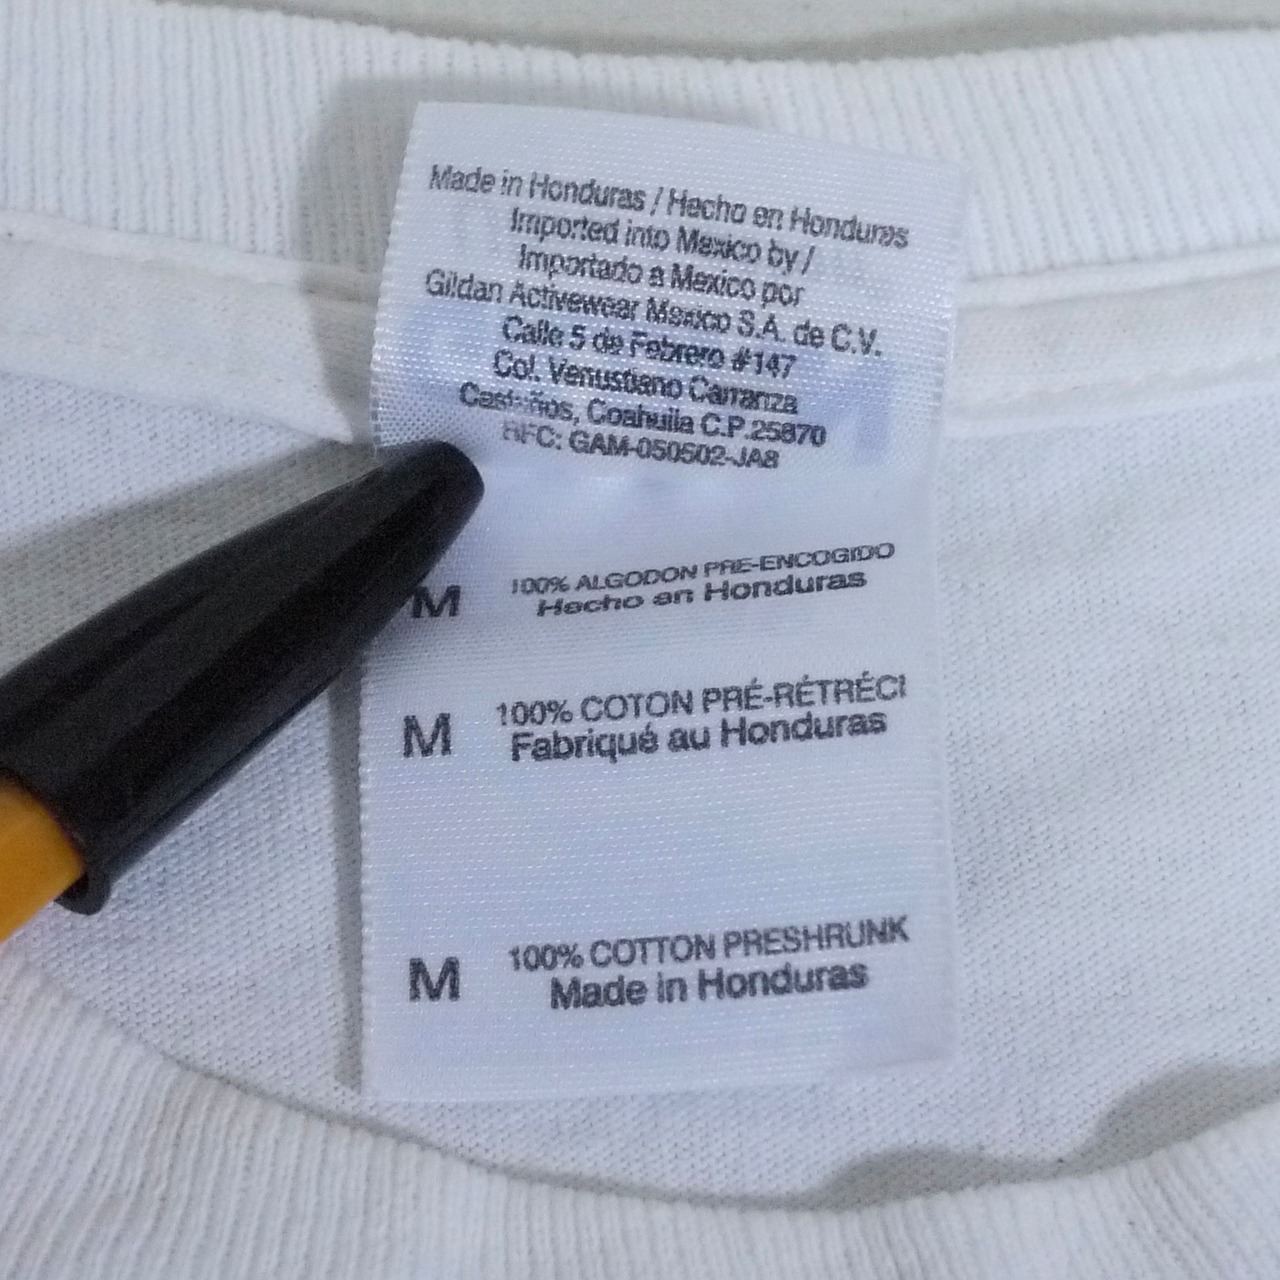 Made in Honduras / Hecho en Honduras
Imported into Mexico by /
Importado a Mexico por
Gildan Activewear Mexico S.A. de C.V.
Calle 5 de Febrero #147
Col. Venustiano Carranza
Castaños, Coahuila C.P.25870
RFC: GAM-050502-JA8
M 100% ALGODON PRE-ENCOGIDO
Hecho en Honduras
M 100% COTON PRÉ-RÉTRÉCI
Fabriqué au Honduras
M 100% COTTON PRESHRUNK
Made in Honduras